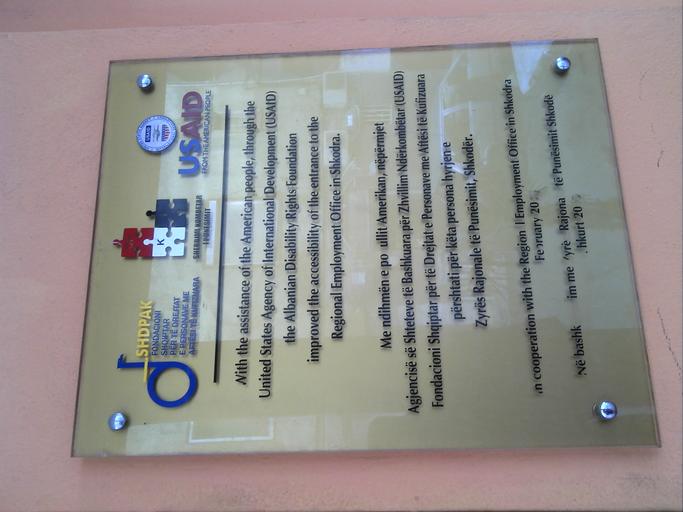 SHDPAK
FONDACIONI
SHQIPTAR
PËR TË DREJTAT
E PERSONAVE ME
AFTËSI TË KUFIZUARA
K
SHËRBIMI KOMBËTAR
I PUNËSIMIT
USAID
USAID
FROM THE AMERICAN PEOPLE
With the assistance of the American people, through the
United States Agency of International Development (USAID)
the Albanian Disability Rights Foundation
improved the accessibility of the entrance to the
Regional Employment Office in Shkodra.
Me ndihmën e po ullit Amerikan, nëpërmjet
Agjencisë së Shteteve të Bashkuara për Zhvillim Ndërkombëtar (USAID)
Fondacioni Shqiptar për të Drejtat e Personave me Aftësi të Kufizuara
përshtati për këta persona hyrjen e
Zyrës Rajonale të Punësimit, Shkodër.
In cooperation with the Region l Employment Office in Shkodra
Fe ruary 20
Në bashk im me Zyrë Rajona të Punësimit Shkodë
hkurt 20